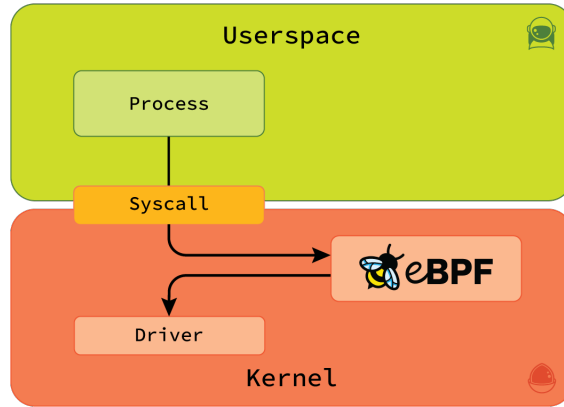 Userspace
Process
Syscall
eBPF
Driver
Kernel